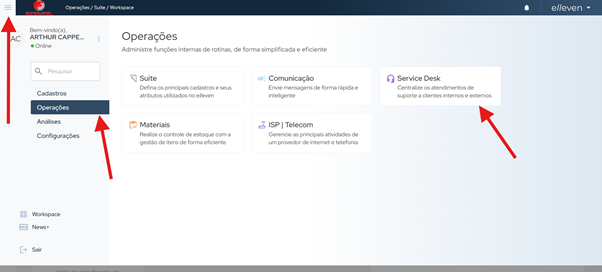 Operações / Suíte / Workspace
elleven
AC
Bem-vindo(a),
ARTHUR CAPPE...
Online
Pesquisar
Cadastros
Operações
Análises
Configurações
Workspace
News+
Sair
Operações
Administre funções internas de rotinas, de forma simplificada e eficiente
Suíte
Defina os principais cadastros e seus
atributos utilizados no elleven
Comunicação
Envie mensagens de forma rápida e
inteligente
Service Desk
Centralize os atendimentos de
suporte a clientes internos e externos
Materiais
Realize o controle de estoque com a
gestão de itens de forma eficiente
ISP | Telecom
Gerencie as principais atividades de
um provedor de internet e telefonia